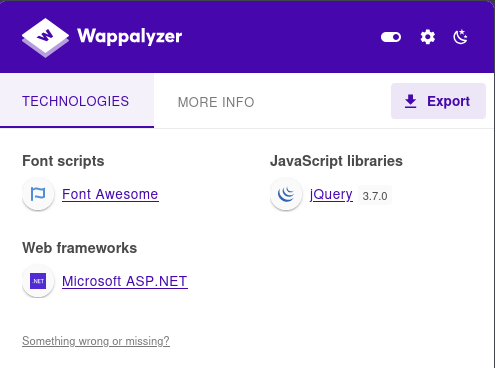 Wappalyzer
TECHNOLOGIES
MORE INFO
Export
Font scripts
Font Awesome
JavaScript libraries
jQuery 3.7.0
Web frameworks
.NET Microsoft ASP.NET
Something wrong or missing?